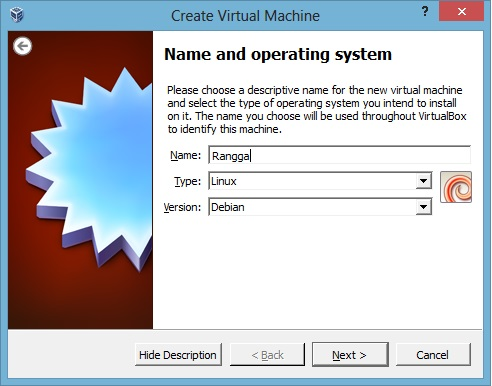 Create Virtual Machine
Name and operating system
Please choose a descriptive name for the new virtual machine
and select the type of operating system you intend to install
on it. The name you choose will be used throughout VirtualBox
to identify this machine.
Name: Rangga
Type: Linux
Version: Debian
Hide Description < Back Next > Cancel